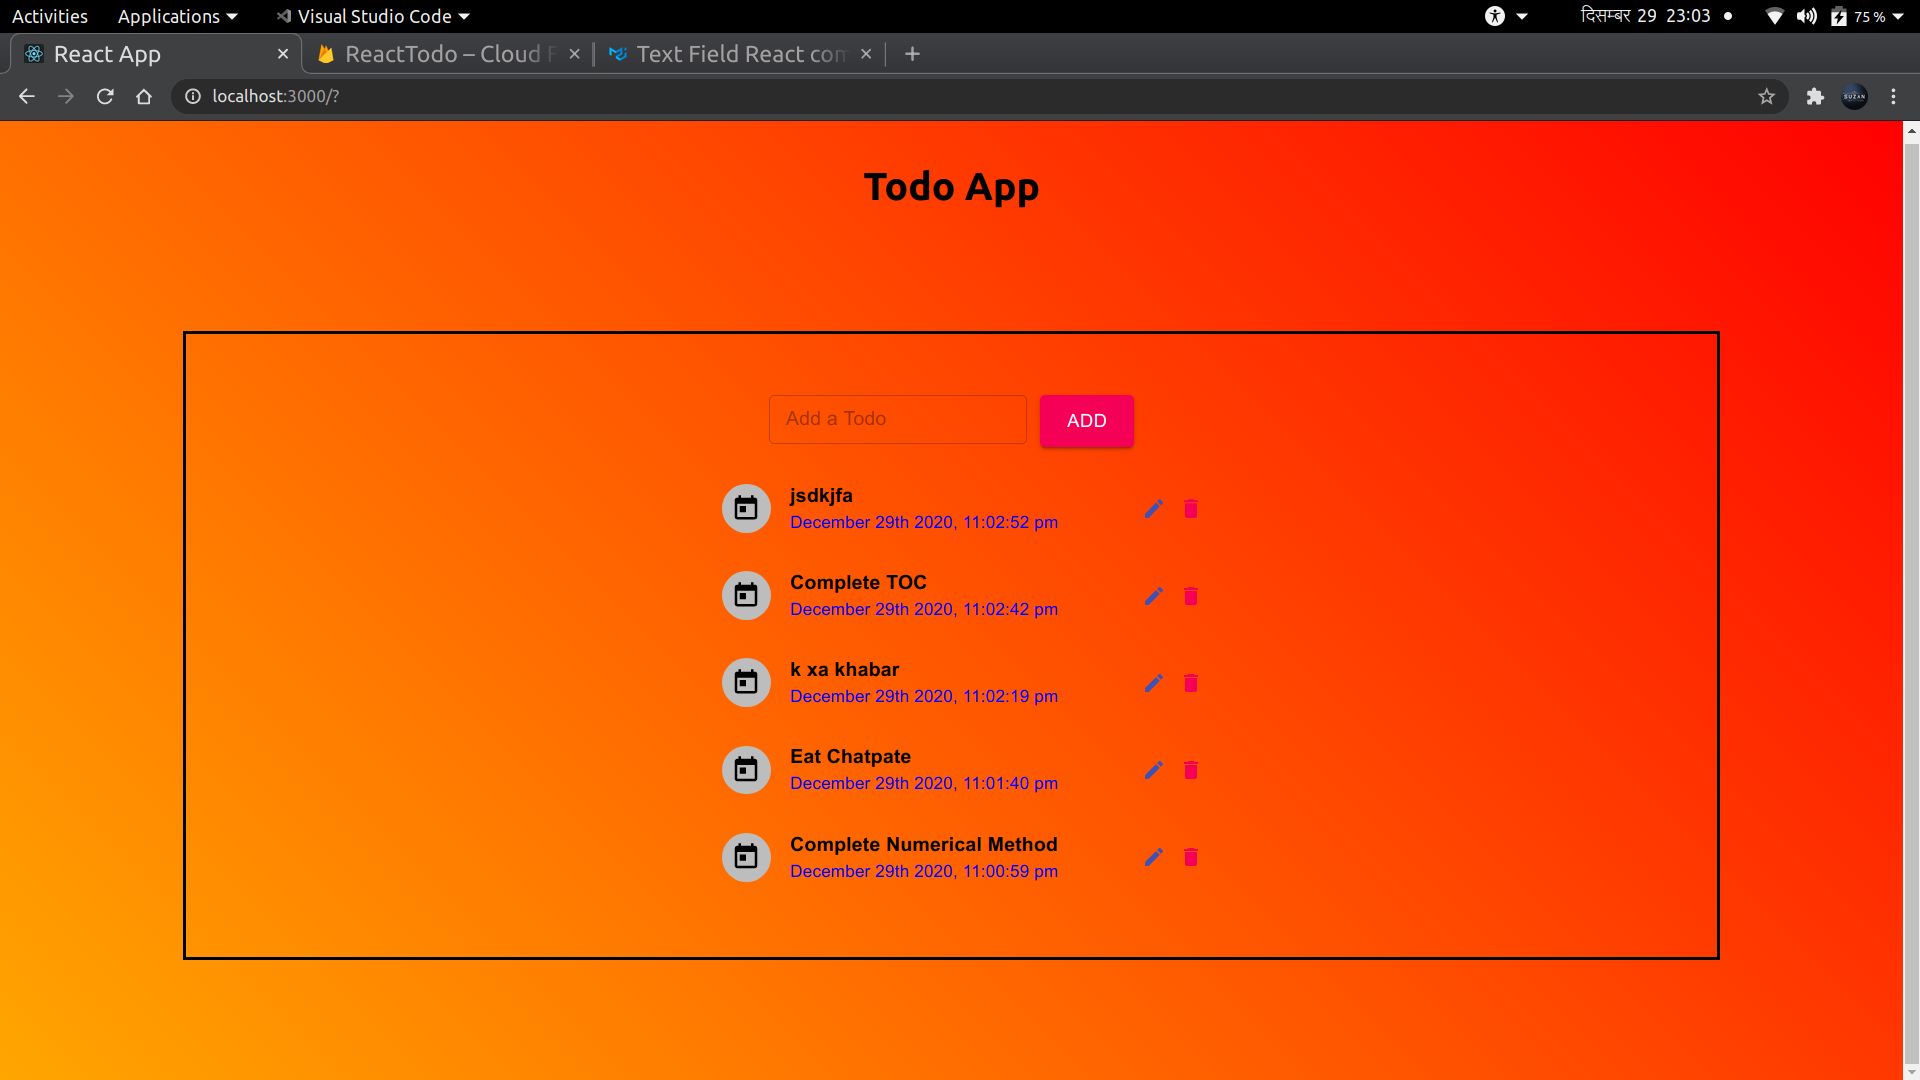 Activities Applications Visual Studio Code दिसम्बर 29 23:03 75 %
React App ReactTodo – Cloud F Text Field React com
localhost:3000/?
Todo App
Add a Todo ADD
jsdkjfa
December 29th 2020, 11:02:52 pm
Complete TOC
December 29th 2020, 11:02:42 pm
k xa khabar
December 29th 2020, 11:02:19 pm
Eat Chatpate
December 29th 2020, 11:01:40 pm
Complete Numerical Method
December 29th 2020, 11:00:59 pm